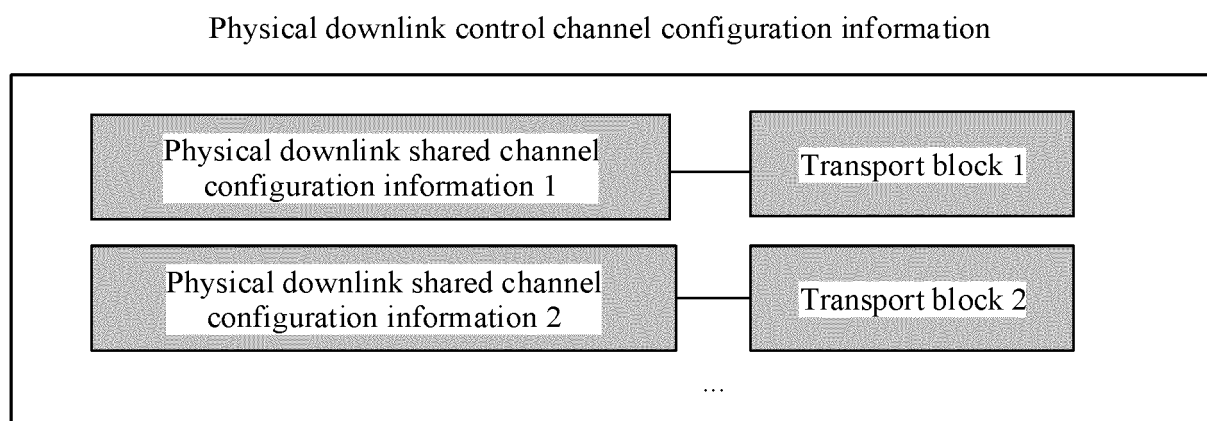 Physical downlink control channel configuration information
Physical downlink shared channel
configuration information 1
Transport block 1
Physical downlink shared channel
configuration information 2
Transport block 2
...